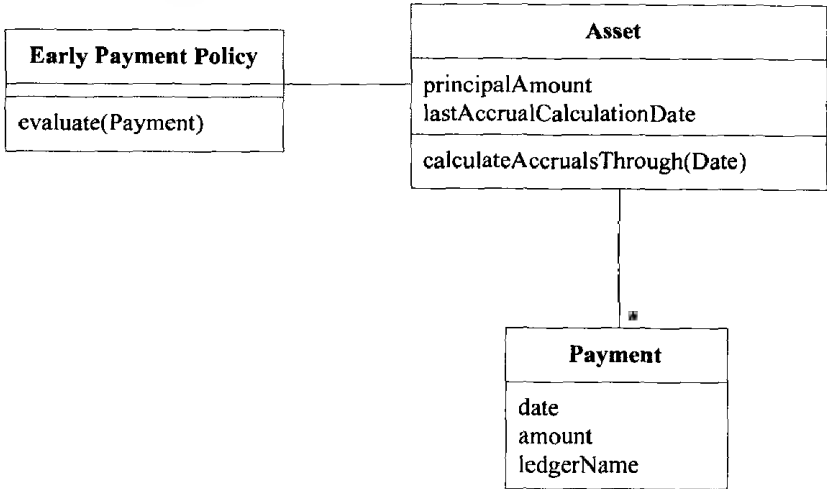 Early Payment Policy
evaluate(Payment)
Asset
principalAmount
lastAccrualCalculationDate
calculateAccrualsThrough(Date)
*
Payment
date
amount
ledgerName